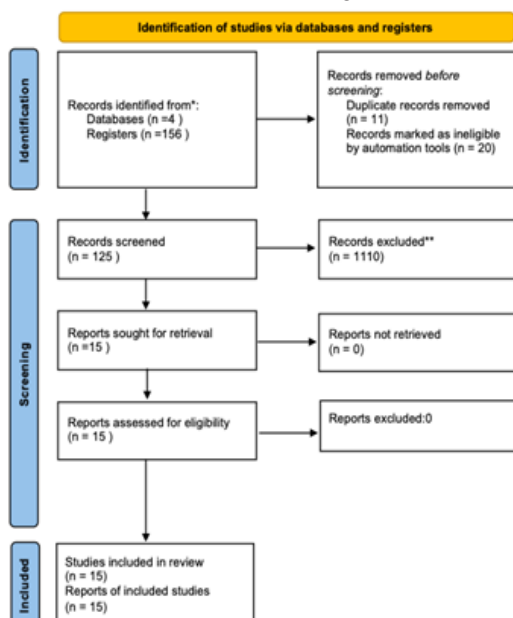 Identification of studies via databases and registers
Identification
Records identified from*:
Databases (n =4 )
Registers (n =156 )
Records removed before
screening:
Duplicate records removed
(n = 11)
Records marked as ineligible
by automation tools (n = 20)
Screening
Records screened
(n = 125 )
Records excluded**
(n = 1110)
Reports sought for retrieval
(n =15 )
Reports not retrieved
(n = 0)
Reports assessed for eligibility
(n = 15 )
Reports excluded:0
Included
Studies included in review
(n = 15)
Reports of included studies
(n = 15)